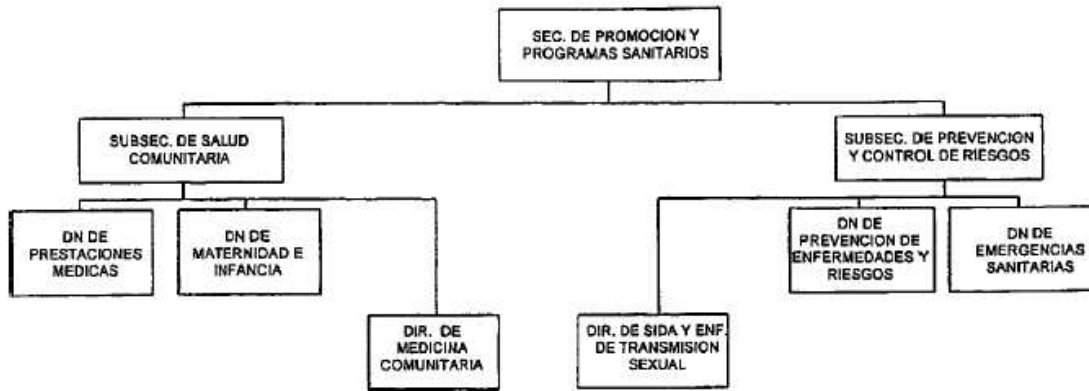 SEC. DE PROMOCION Y
PROGRAMAS SANITARIOS
SUBSEC. DE SALUD
COMUNITARIA
SUBSEC. DE PREVENCION
Y CONTROL DE RIESGOS
DN DE
PRESTACIONES
MEDICAS
DN DE
MATERNIDAD E
INFANCIA
DN DE
PREVENCION DE
ENFERMEDADES Y
RIESGOS
DN DE
EMERGENCIAS
SANITARIAS
DIR. DE
MEDICINA
COMUNITARIA
DIR. DE SIDA Y ENF.
DE TRANSMISION
SEXUAL